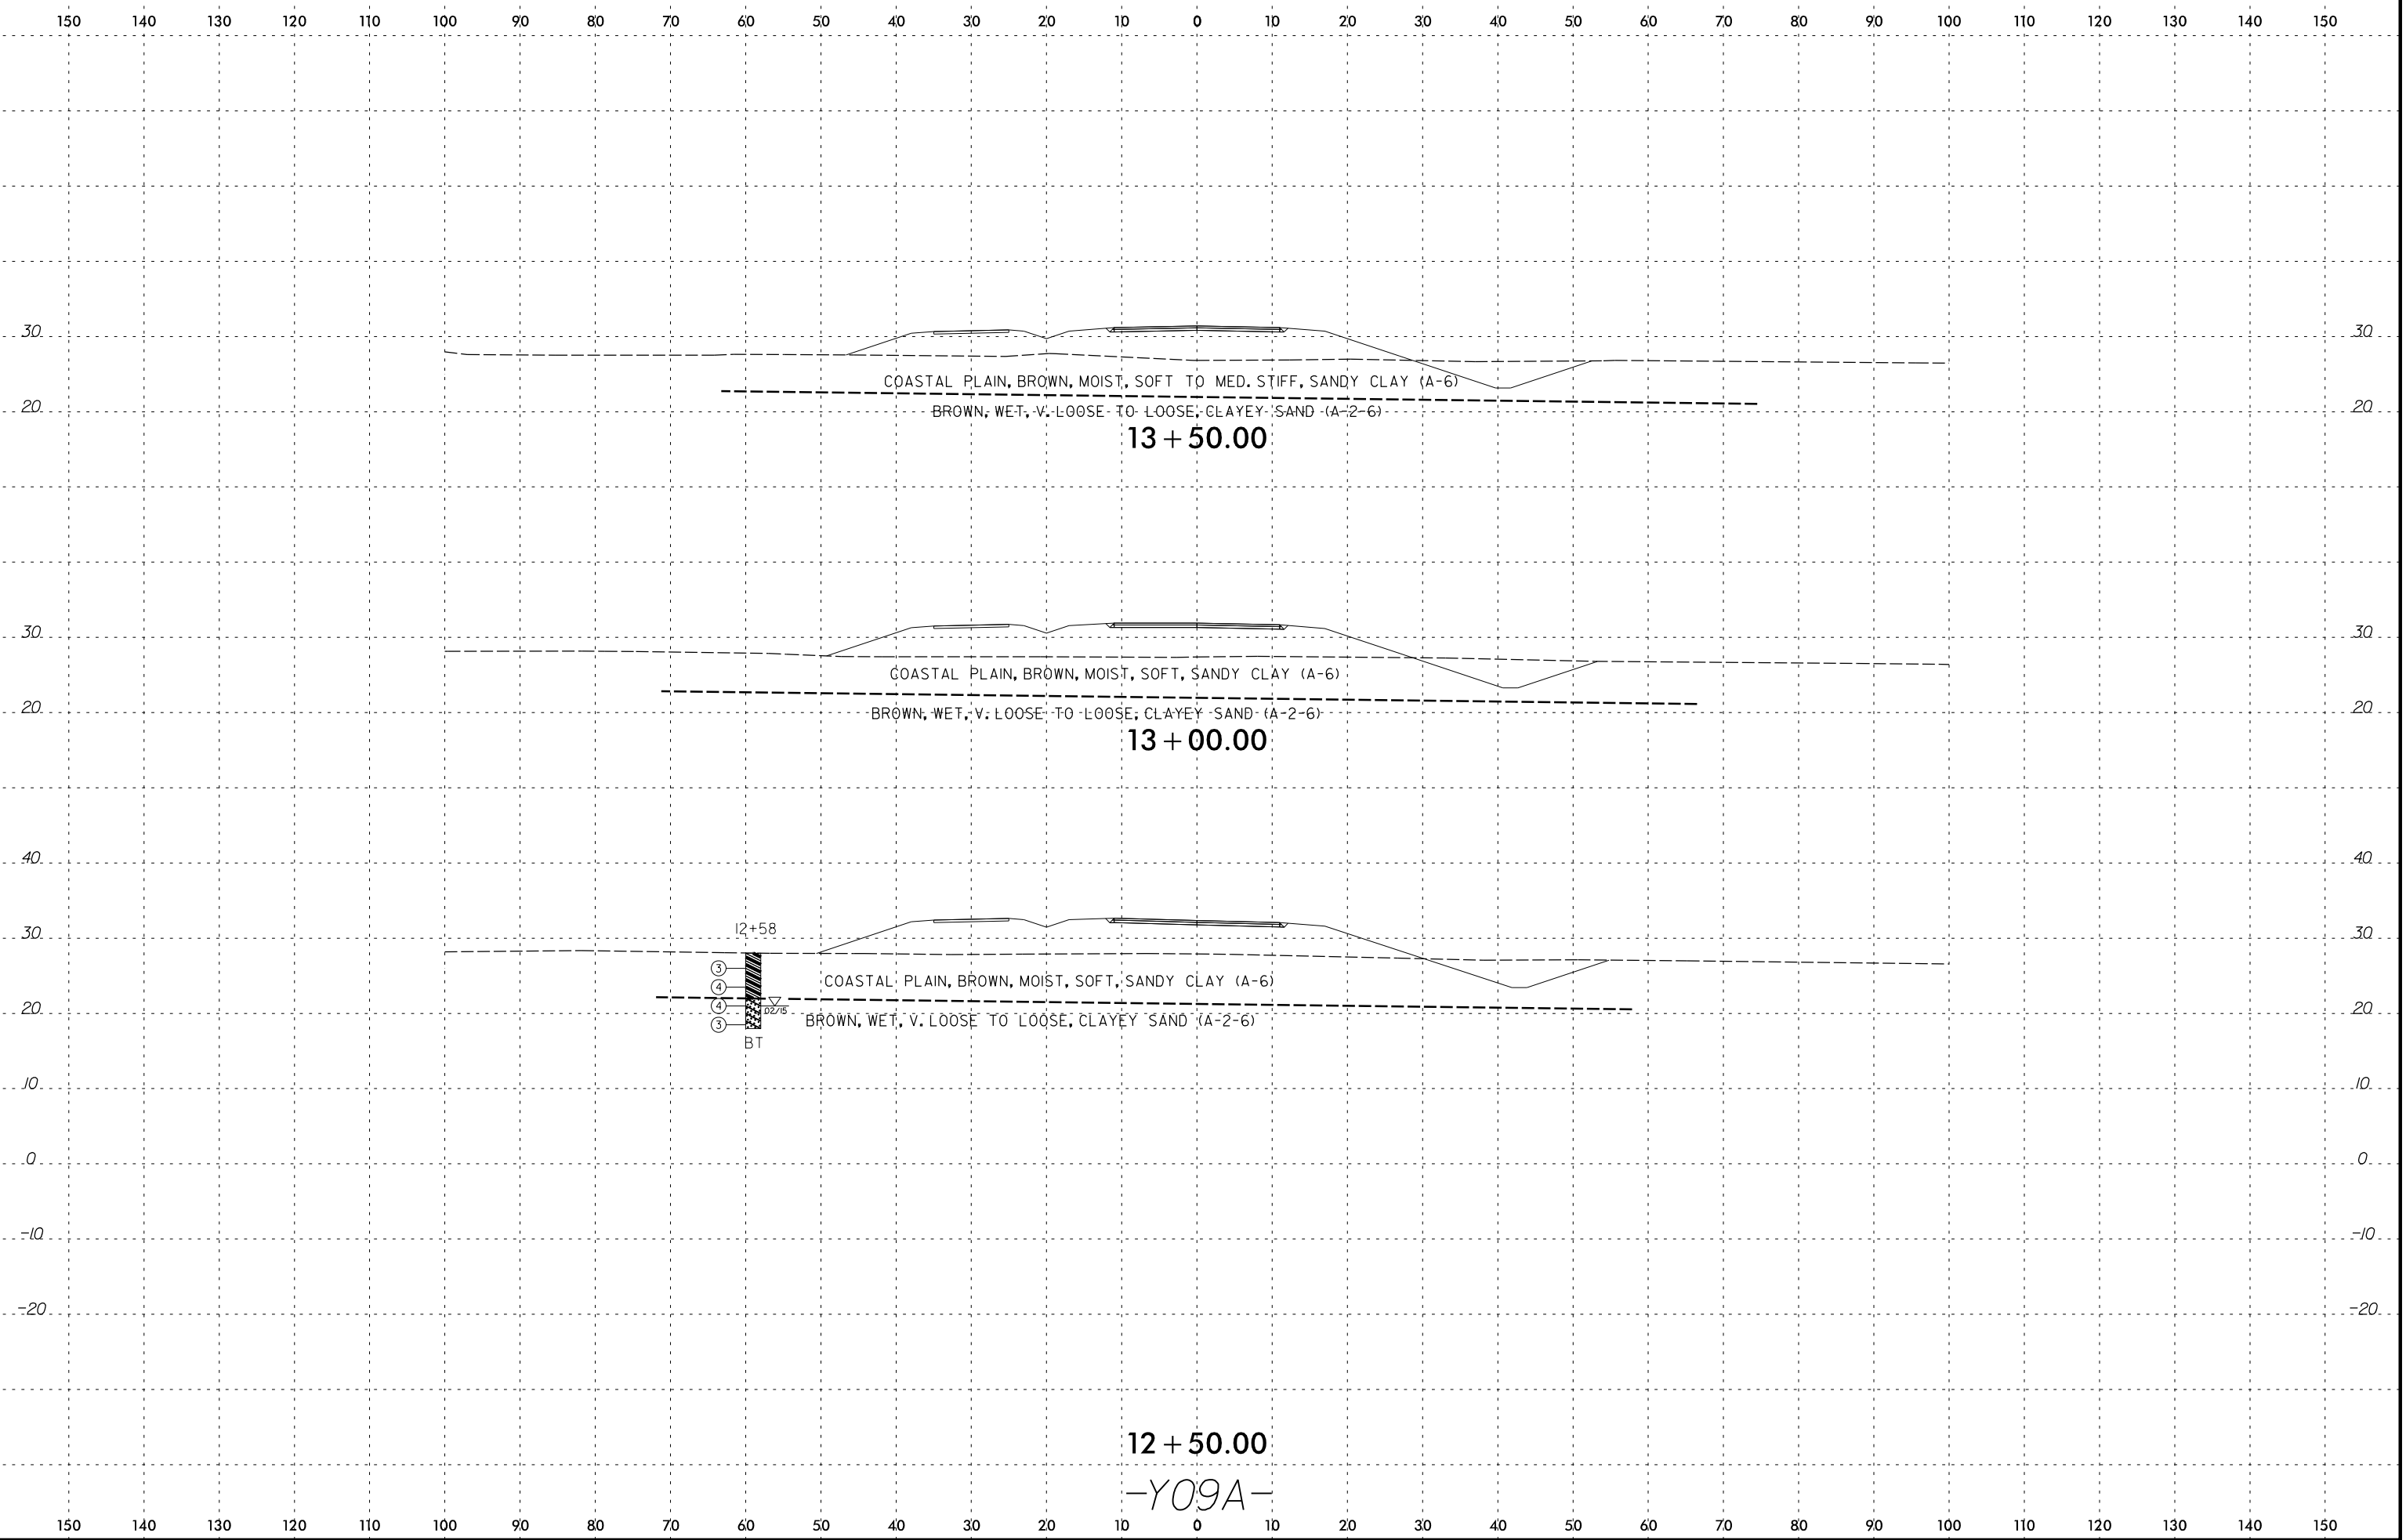 150 140 130 120 110 100 90 80 70 60 50 40 30 20 10 0 10 20 30 40 50 60 70 80 90 100 110 120 130 140 150
30 30
COASTAL PLAIN, BROWN, MOIST, SOFT TO MED. STIFF, SANDY CLAY (A-6)
20 BROWN, WET, V. LOOSE TO LOOSE, CLAYEY SAND (A-2-6) 20
13+50.00
30 30
COASTAL PLAIN, BROWN, MOIST, SOFT, SANDY CLAY (A-6)
20 BROWN, WET, V. LOOSE TO LOOSE, CLAYEY SAND (A-2-6) 20
13+00.00
40 40
12+58
30 30
3
COASTAL PLAIN, BROWN, MOIST, SOFT, SANDY CLAY (A-6)
4
4
02/15
20 20
3 BROWN, WET, V. LOOSE TO LOOSE, CLAYEY SAND (A-2-6)
BT
10 10
0 0
-10 -10
-20 -20
12+50.00
-Y09A-
150 140 130 120 110 100 90 80 70 60 50 40 30 20 10 0 10 20 30 40 50 60 70 80 90 100 110 120 130 140 150